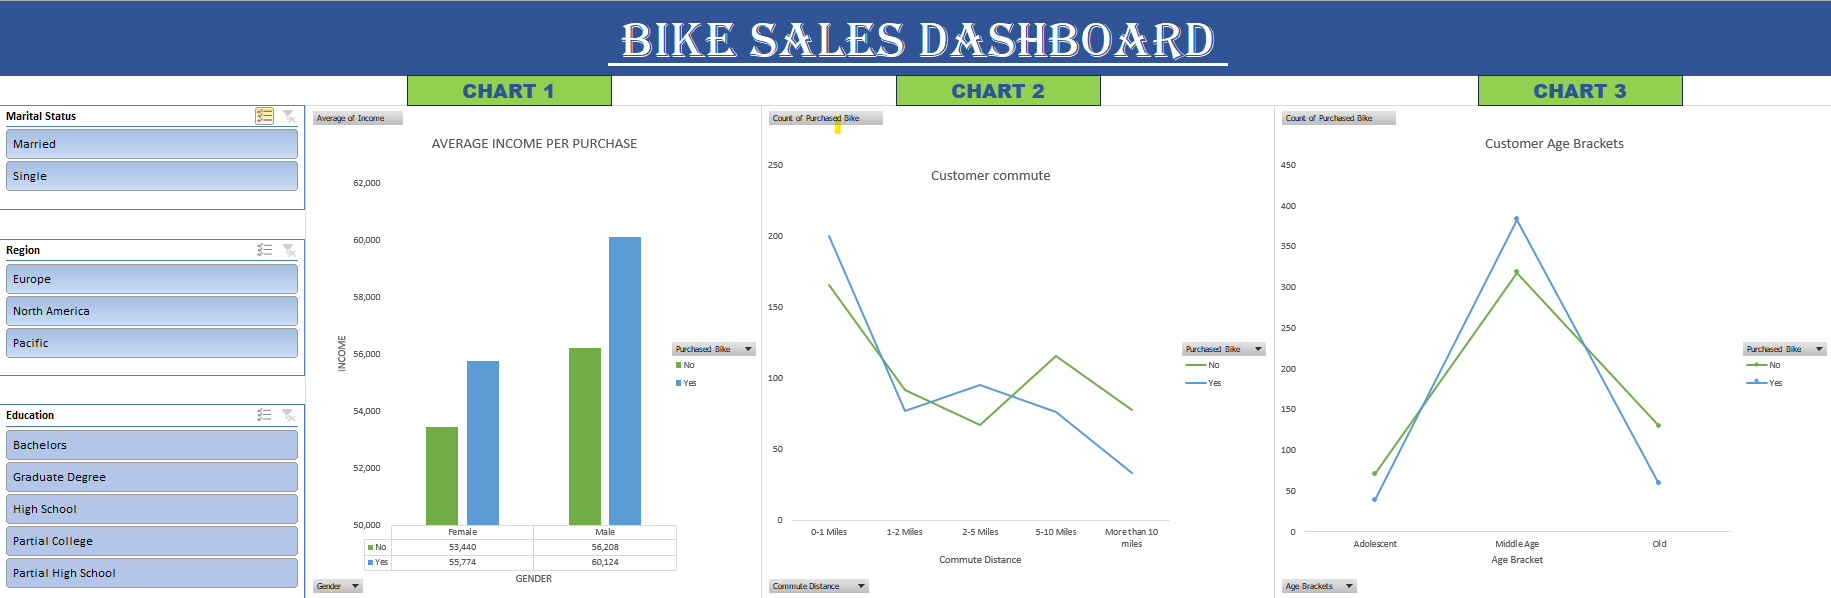 BIKE SALES DASHBOARD
CHART 1
CHART 2
CHART 3
Marital Status
Married
Single
Region
Europe
North America
Pacific
Education
Bachelors
Graduate Degree
High School
Partial College
Partial High School
Average of Income
AVERAGE INCOME PER PURCHASE
62,000
60,000
58,000
56,000
54,000
52,000
50,000
INCOME
Purchased Bike
No
Yes
Female Male
No 53,440 56,208
Yes 55,774 60,124
GENDER
Gender
Count of Purchased Bike
Customer commute
250
200
150
100
50
0
0-1 Miles 1-2 Miles 2-5 Miles 5-10 Miles More than 10
miles
Commute Distance
Purchased Bike
No
Yes
Commute Distance
Count of Purchased Bike
Customer Age Brackets
450
400
350
300
250
200
150
100
50
0
Adolescent Middle Age Old
Age Bracket
Purchased Bike
No
Yes
Age Brackets